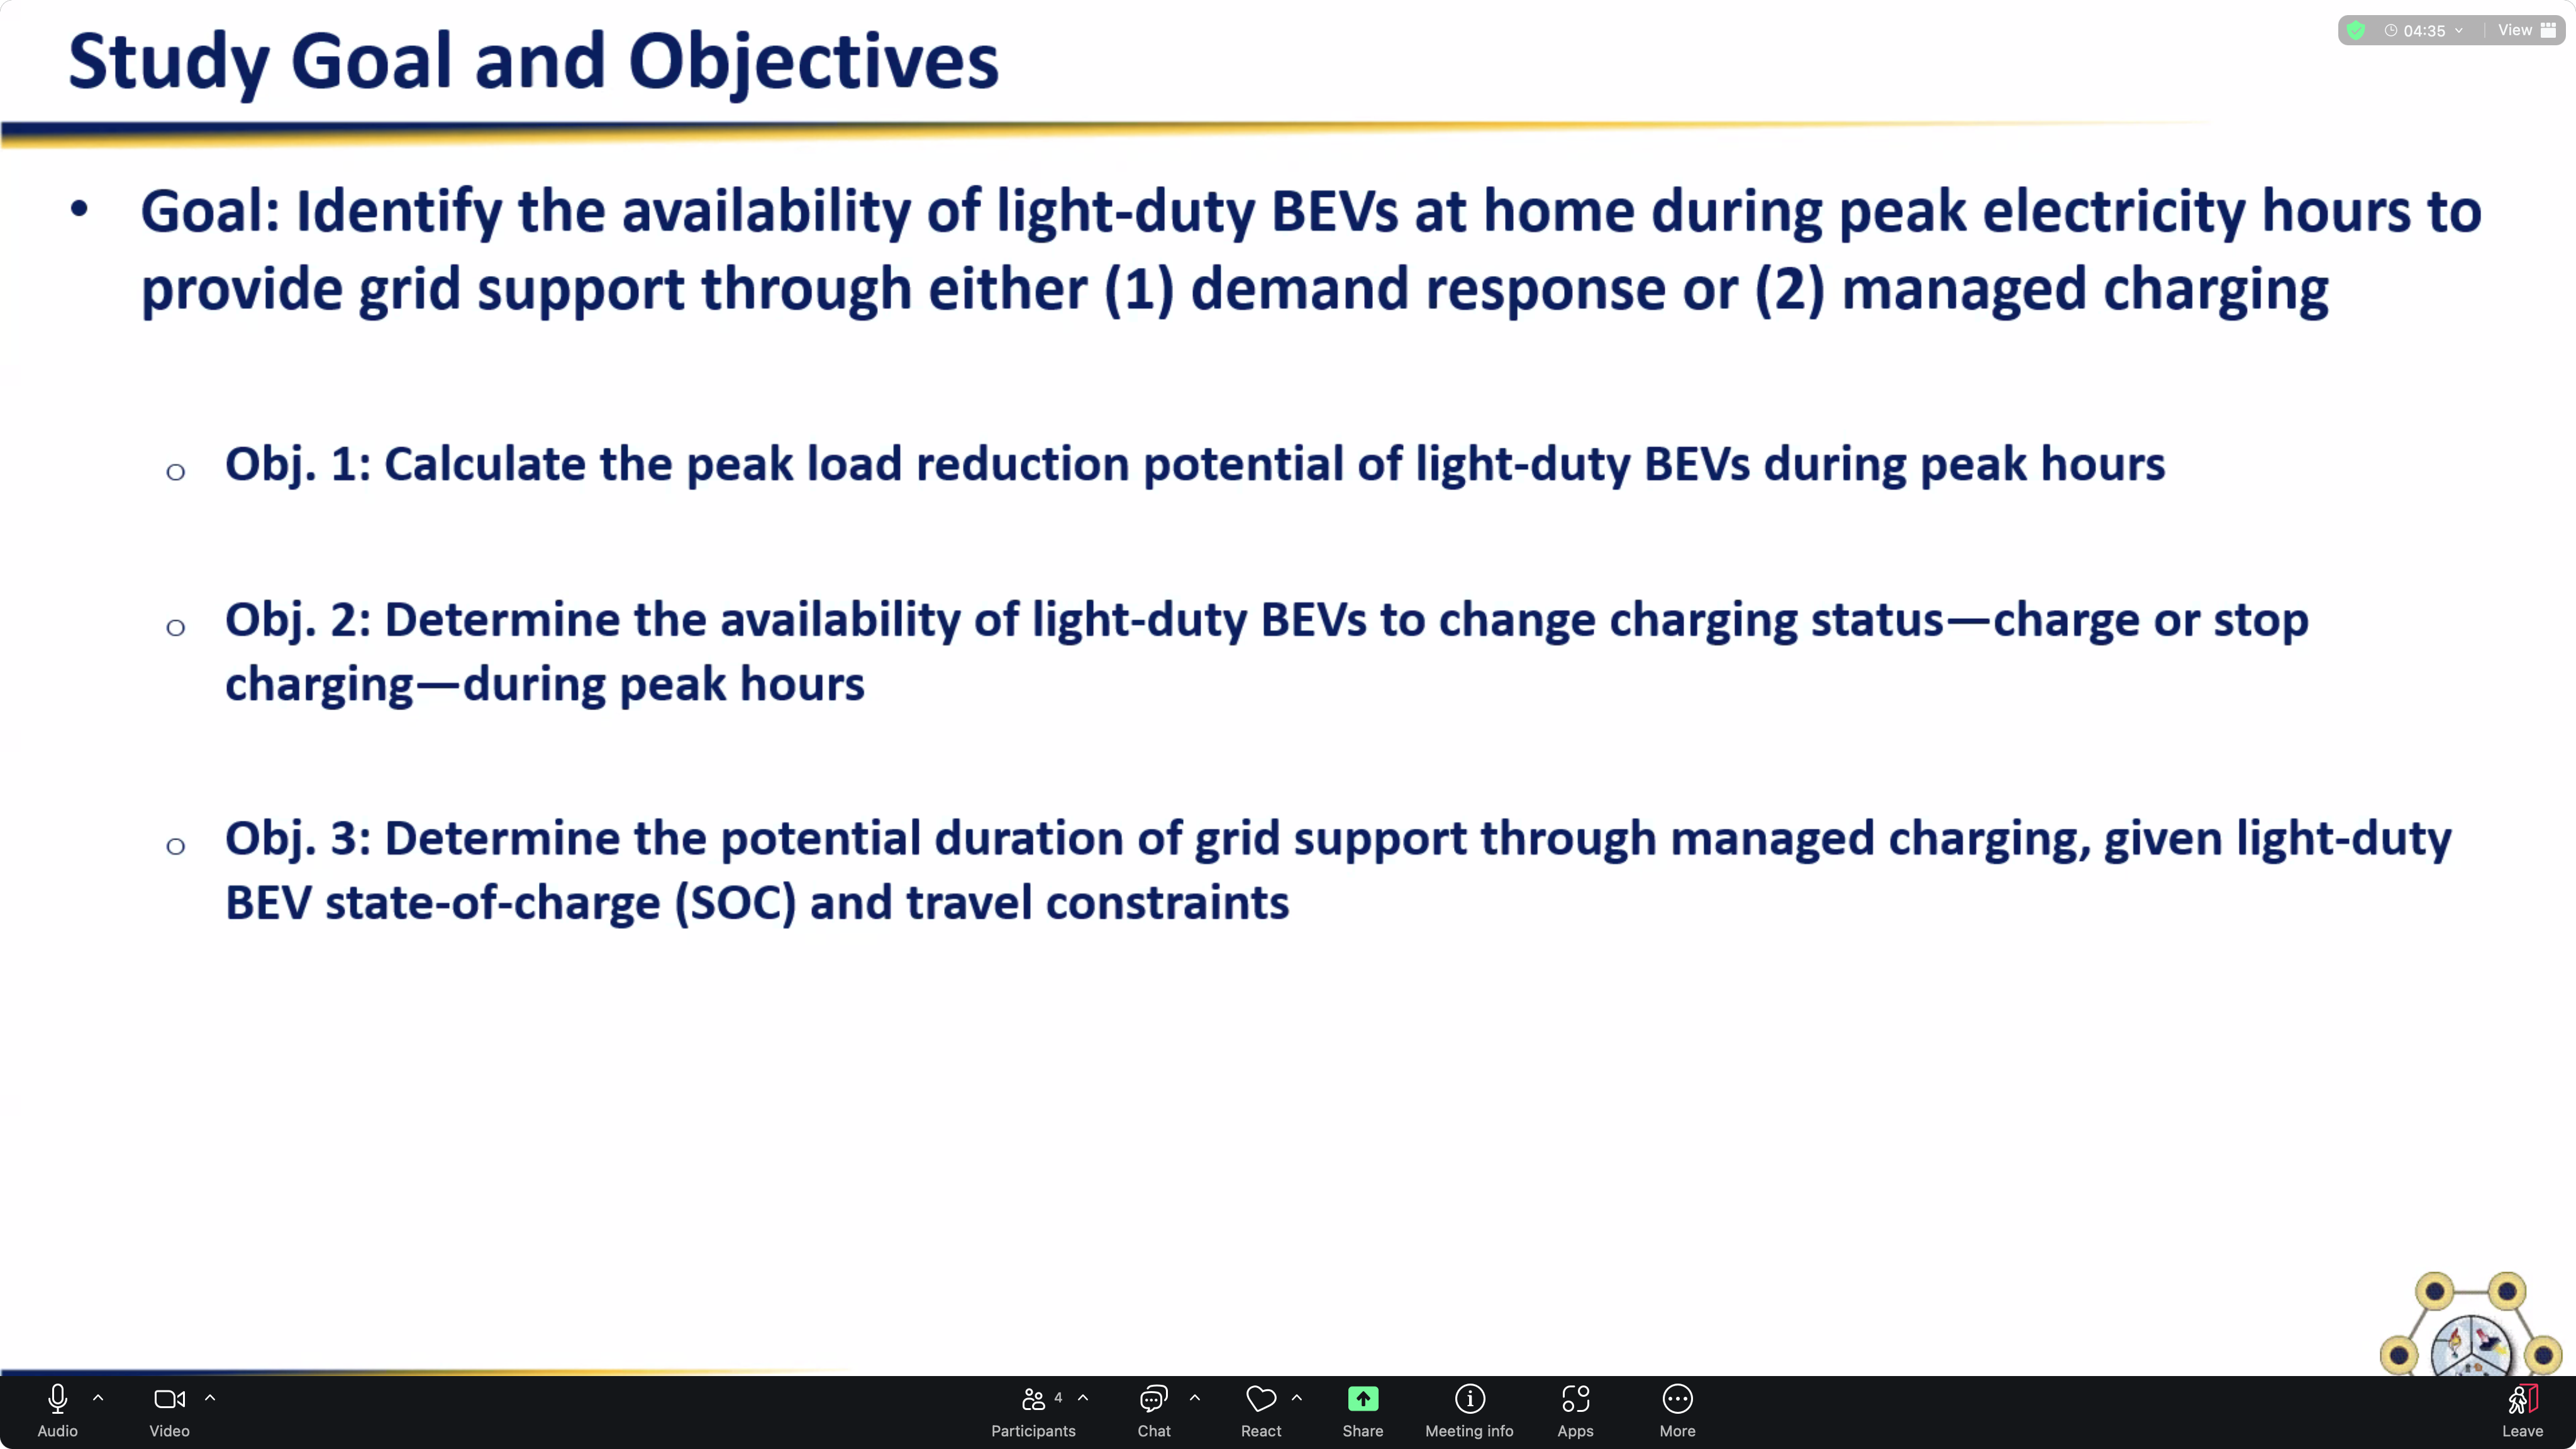 Study Goal and Objectives
04:35
View
• Goal: Identify the availability of light-duty BEVs at home during peak electricity hours to
provide grid support through either (1) demand response or (2) managed charging
o Obj. 1: Calculate the peak load reduction potential of light-duty BEVs during peak hours
o Obj. 2: Determine the availability of light-duty BEVs to change charging status—charge or stop
charging—during peak hours
o Obj. 3: Determine the potential duration of grid support through managed charging, given light-duty
BEV state-of-charge (SOC) and travel constraints
4
Audio
Video
Participants
Chat
React
Share
Meeting info
Apps
More
Leave